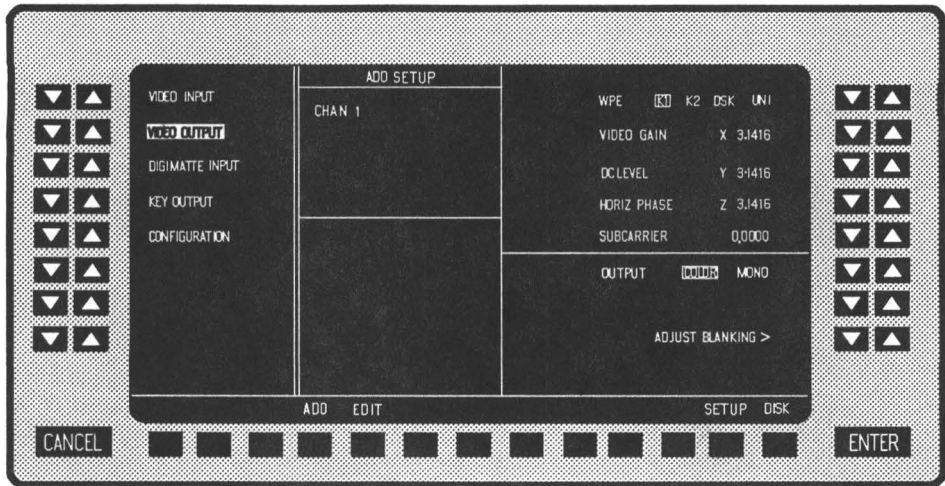 ADD SETUP
VIDEO INPUT
VIDEO OUTPUT
DIGIMATTE INPUT
KEY OUTPUT
CONFIGURATION
CHAN 1
WPE K1 K2 DSK UNI
VIDEO GAIN X 3.1416
DC LEVEL Y 3.1416
HORIZ PHASE Z 3.1416
SUBCARRIER 0,0000
OUTPUT COLOR MONO
ADJUST BLANKING >
ADD EDIT SETUP DISK
CANCEL ENTER